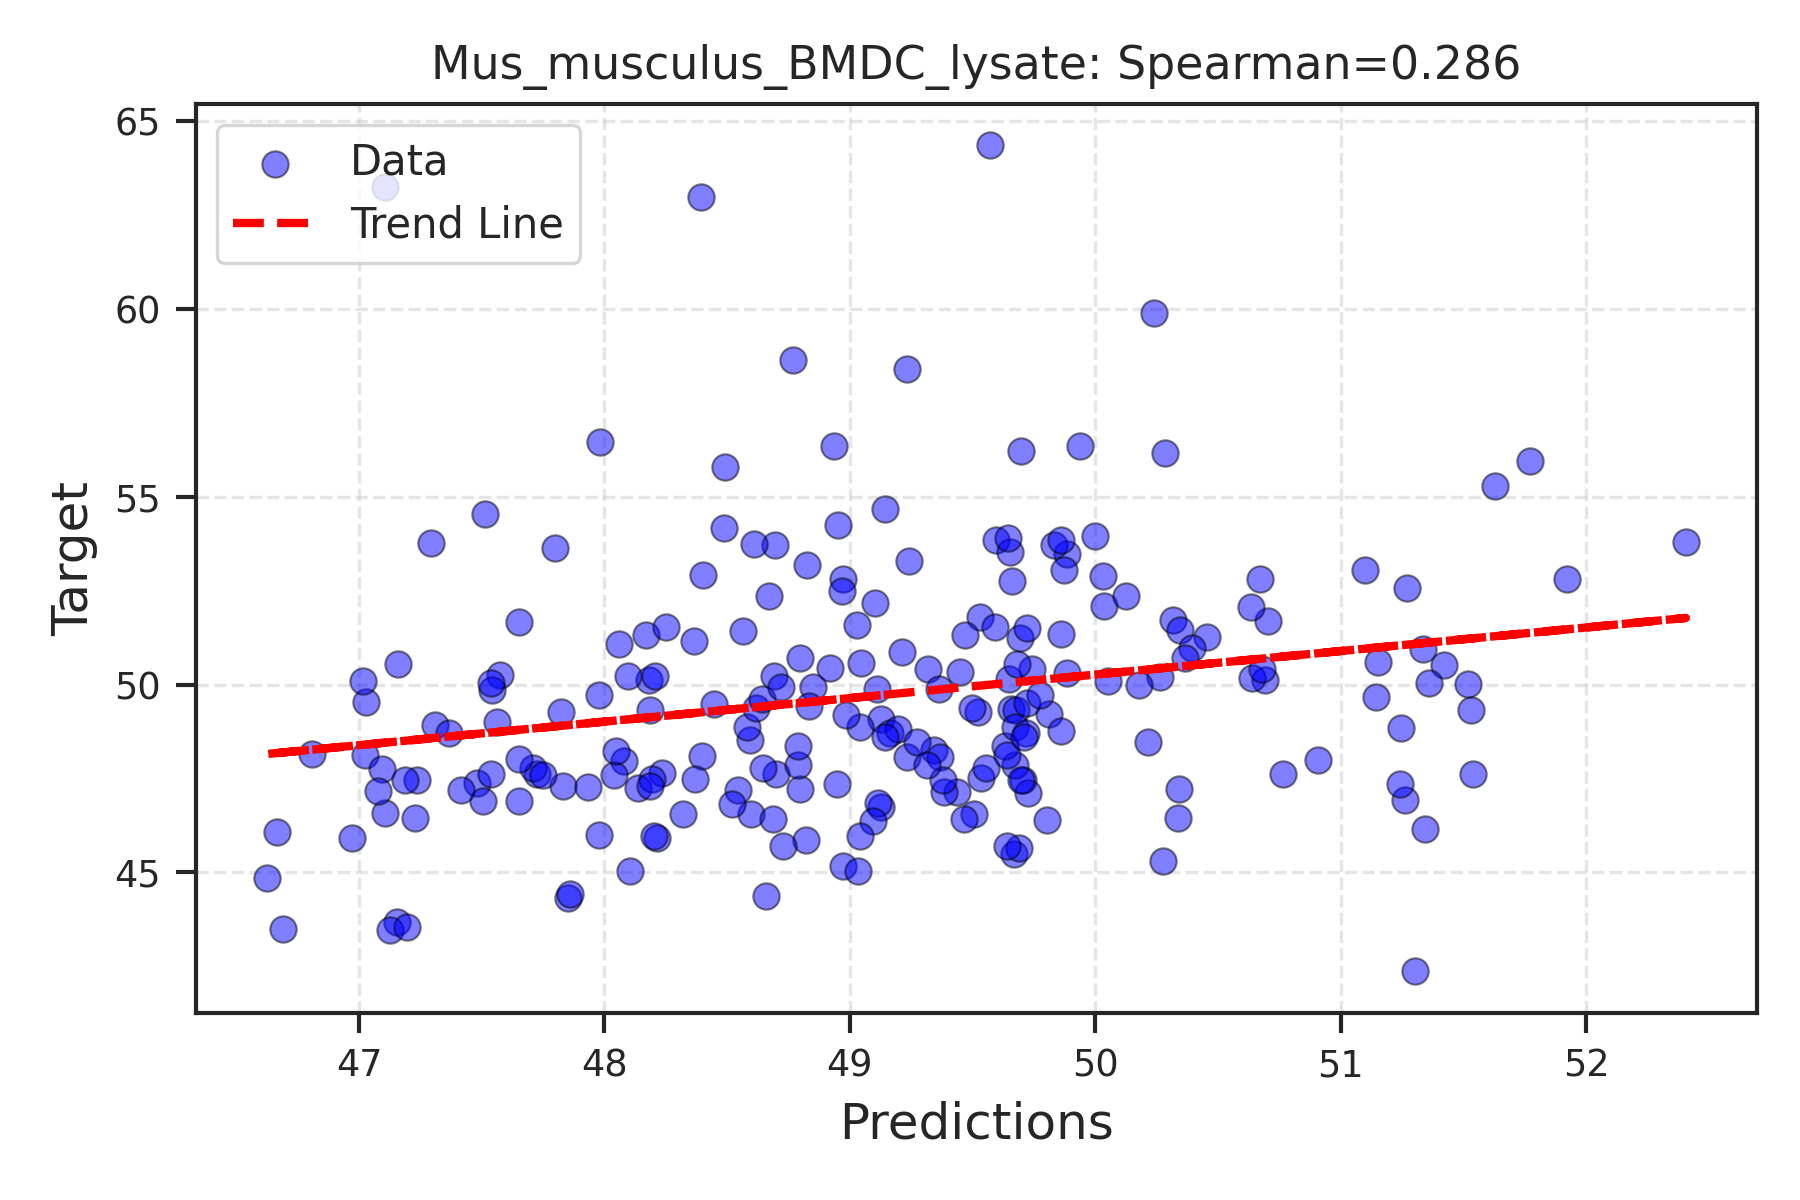 Mus_musculus_BMDC_lysate: Spearman=0.286
Data
Trend Line
65
60
55
50
45
Target
47
48
49
50
51
52
Predictions